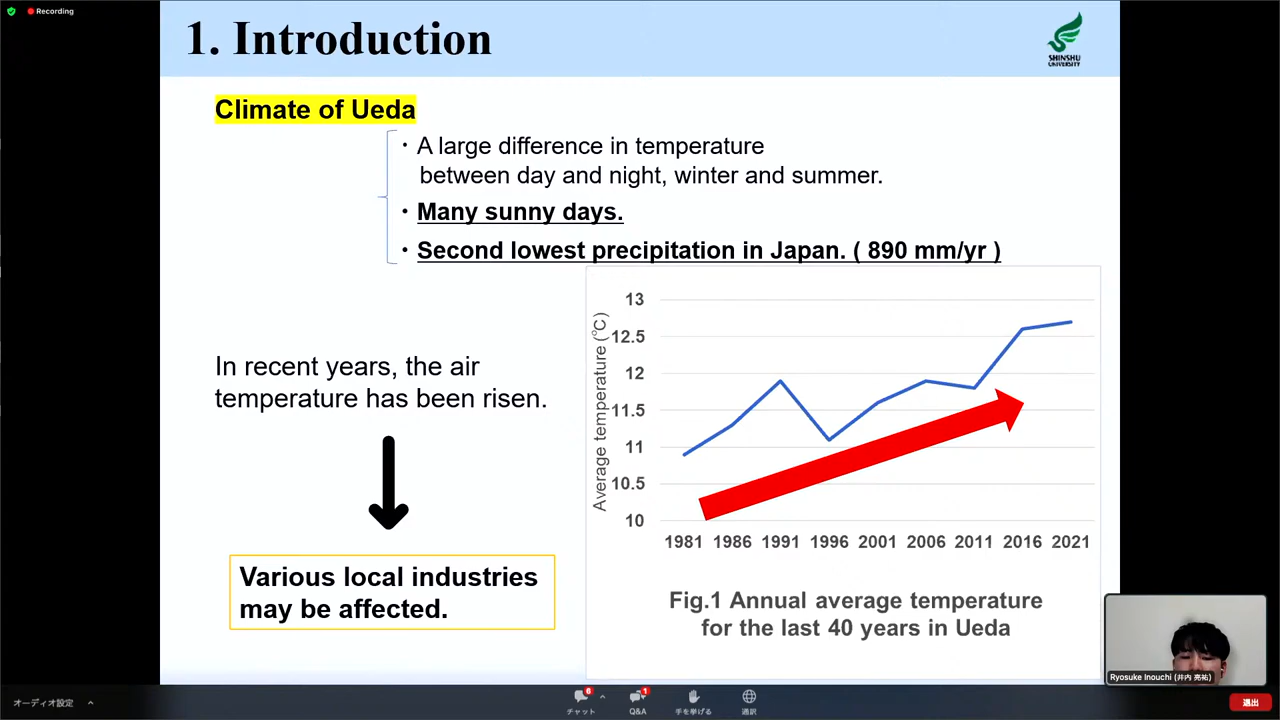 Recording
1. Introduction
SHINSHU
UNIVERSITY
Climate of Ueda
・A large difference in temperature
between day and night, winter and summer.
・Many sunny days.
・Second lowest precipitation in Japan. ( 890 mm/yr )
In recent years, the air
temperature has been risen.
Various local industries
may be affected.
Average temperature (℃)
13
12.5
12
11.5
11
10.5
10
1981 1986 1991 1996 2001 2006 2011 2016 2021
Fig.1 Annual average temperature
for the last 40 years in Ueda
Ryosuke Inouchi (井内 亮祐)
オーディオ設定
6
チャット
1
Q&A
手を挙げる
通訳
退出